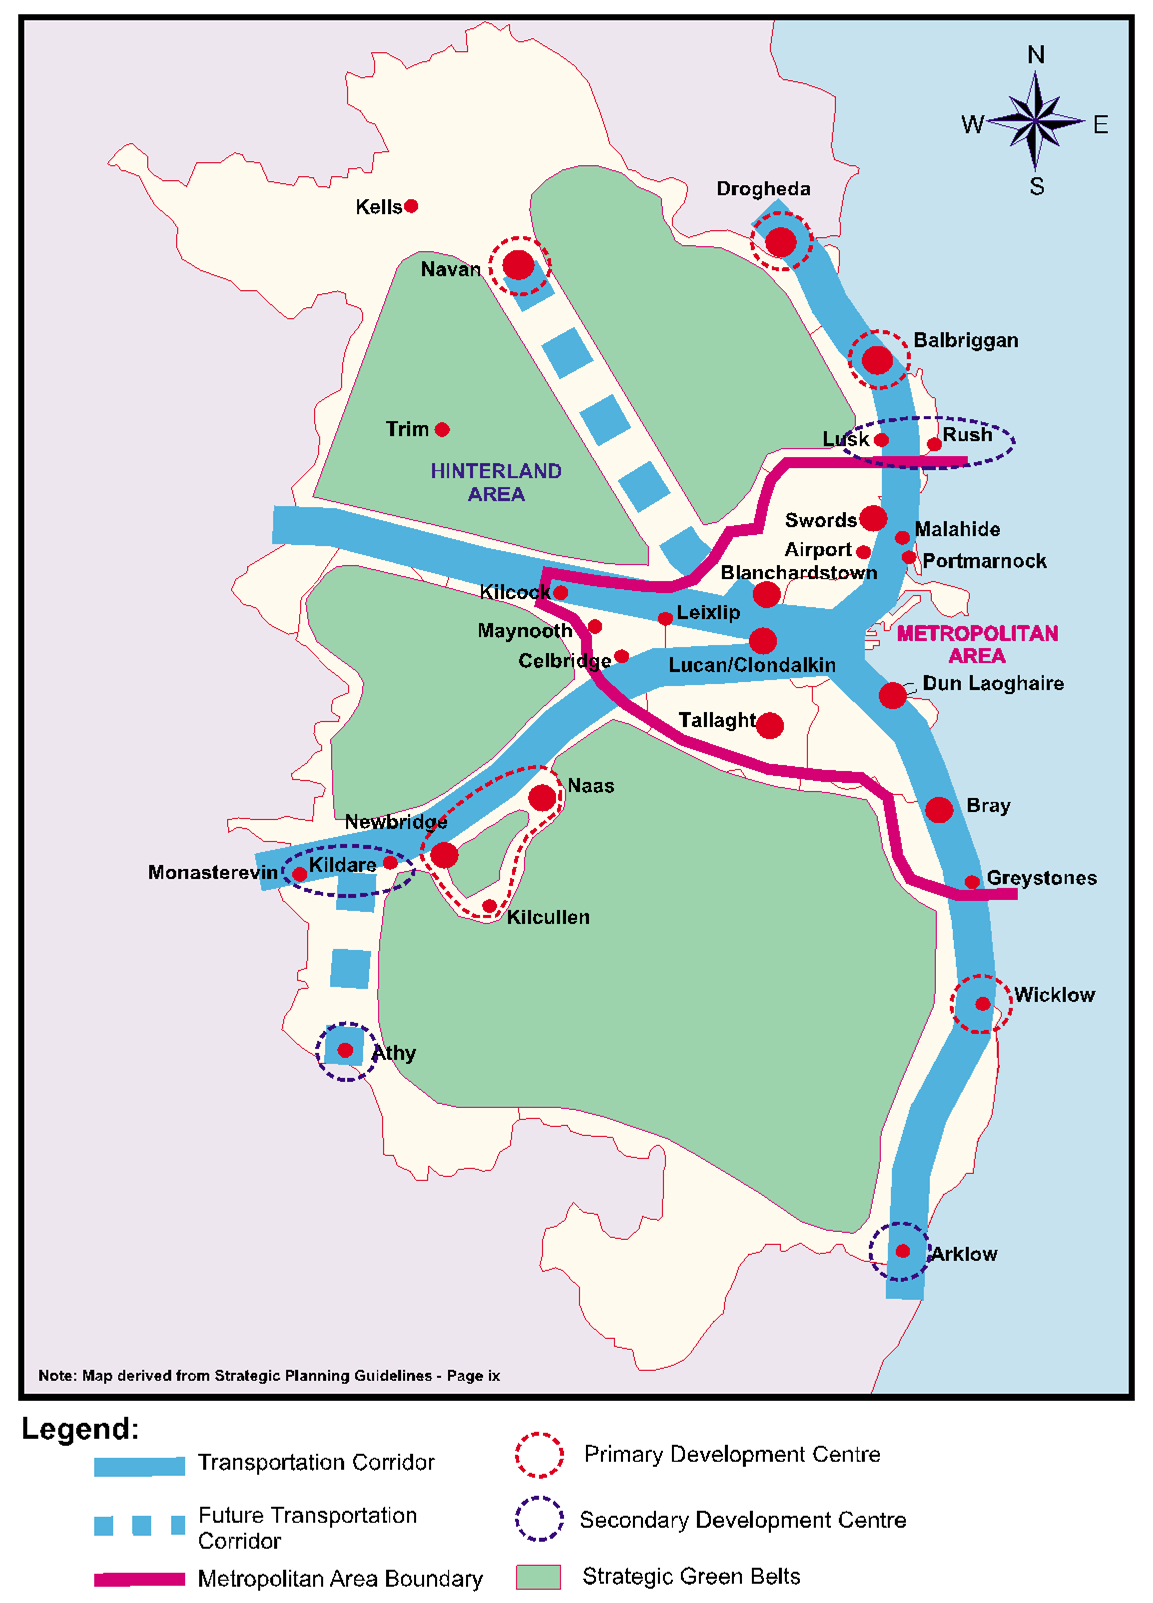 N
W E
S
Drogheda
Kells
Navan
Balbriggan
Trim
Lusk
Rush
HINTERLAND
AREA
Swords
Malahide
Airport
Portmarnock
Blanchardstown
Kilcock
Leixlip
Maynooth
METROPOLITAN
AREA
Celbridge
Lucan/Clondalkin
Dun Laoghaire
Tallaght
Naas
Bray
Newbridge
Monasterevin
Kildare
Greystones
Kilcullen
Wicklow
Athy
Arklow
Note: Map derived from Strategic Planning Guidelines - Page ix
Legend:
Transportation Corridor
Future Transportation
Corridor
Metropolitan Area Boundary
Primary Development Centre
Secondary Development Centre
Strategic Green Belts